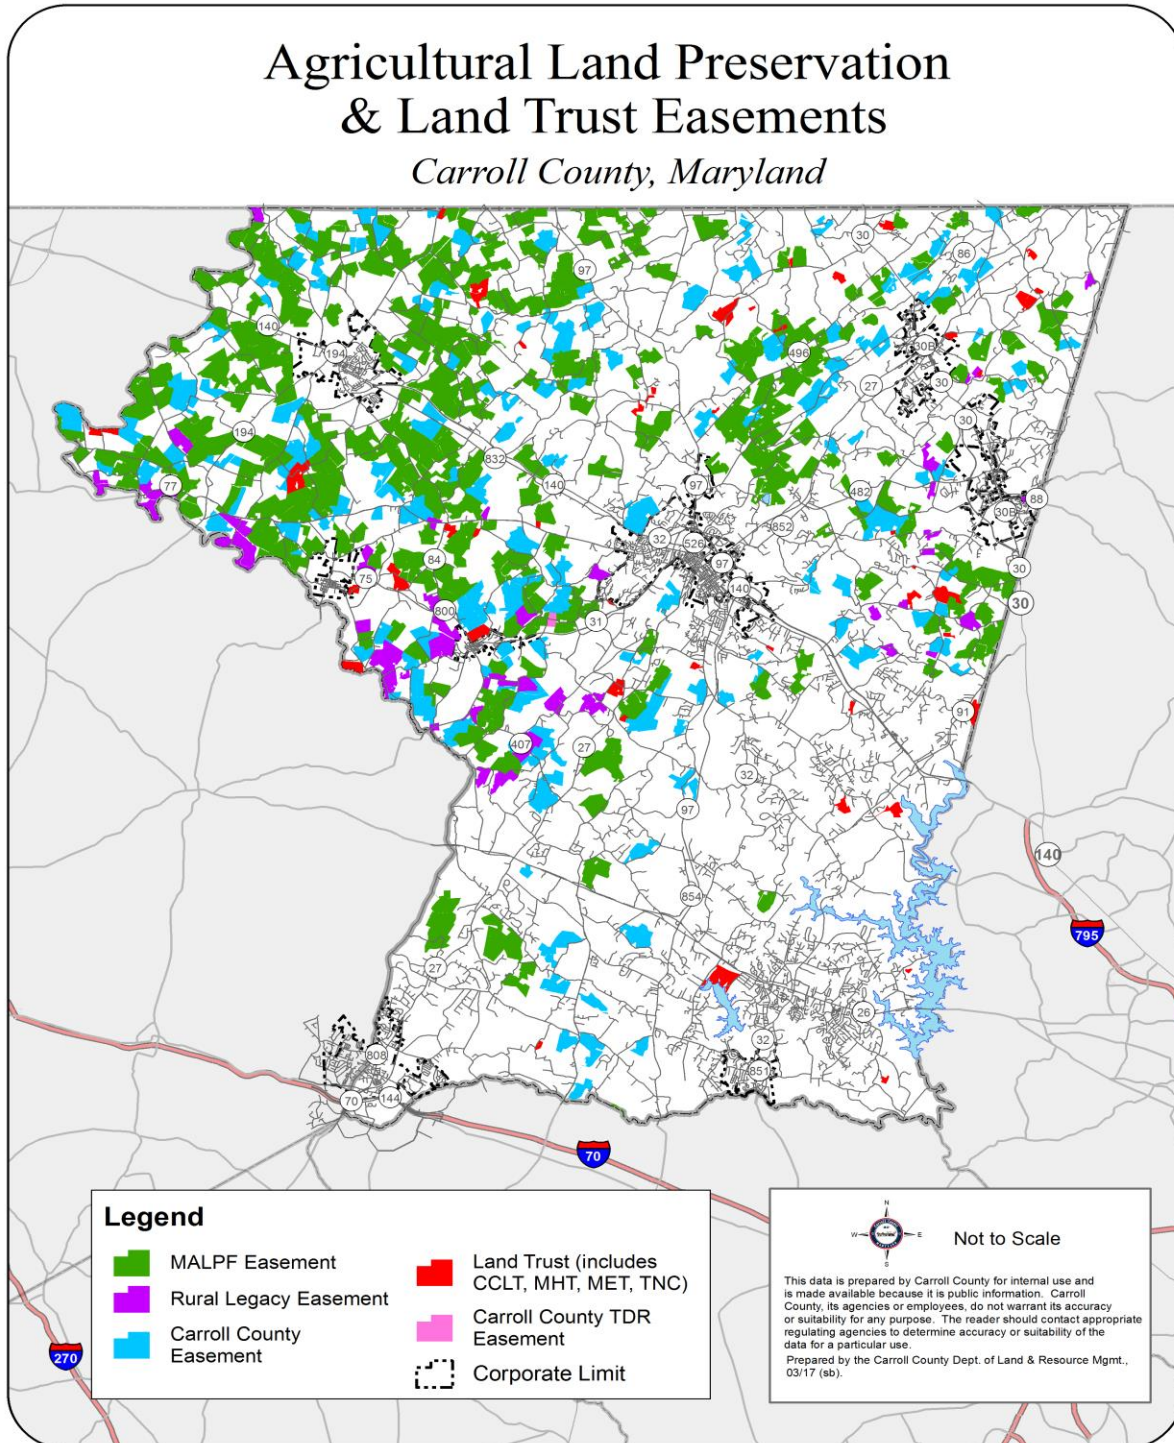 Agricultural Land Preservation
& Land Trust Easements
Carroll County, Maryland
30
86
97
140
194
496
30B
27
30
194
30
832
77
140
97
482
88
30B
852
32
526
84
97
30
75
140
800
31
30
91
407
27
32
97
140
854
795
27
26
32
808
851
70
144
70
270
Legend
MALPF Easement
Rural Legacy Easement
Carroll County
Easement
Land Trust (includes
CCLT, MHT, MET, TNC)
Carroll County TDR
Easement
Corporate Limit
N
W
E
S
Not to Scale
This data is prepared by Carroll County for internal use and
is made available because it is public information. Carroll
County, its agencies or employees, do not warrant its accuracy
or suitability for any purpose. The reader should contact appropriate
regulating agencies to determine accuracy or suitability of the
data for a particular use.
Prepared by the Carroll County Dept. of Land & Resource Mgmt.,
03/17 (sb).